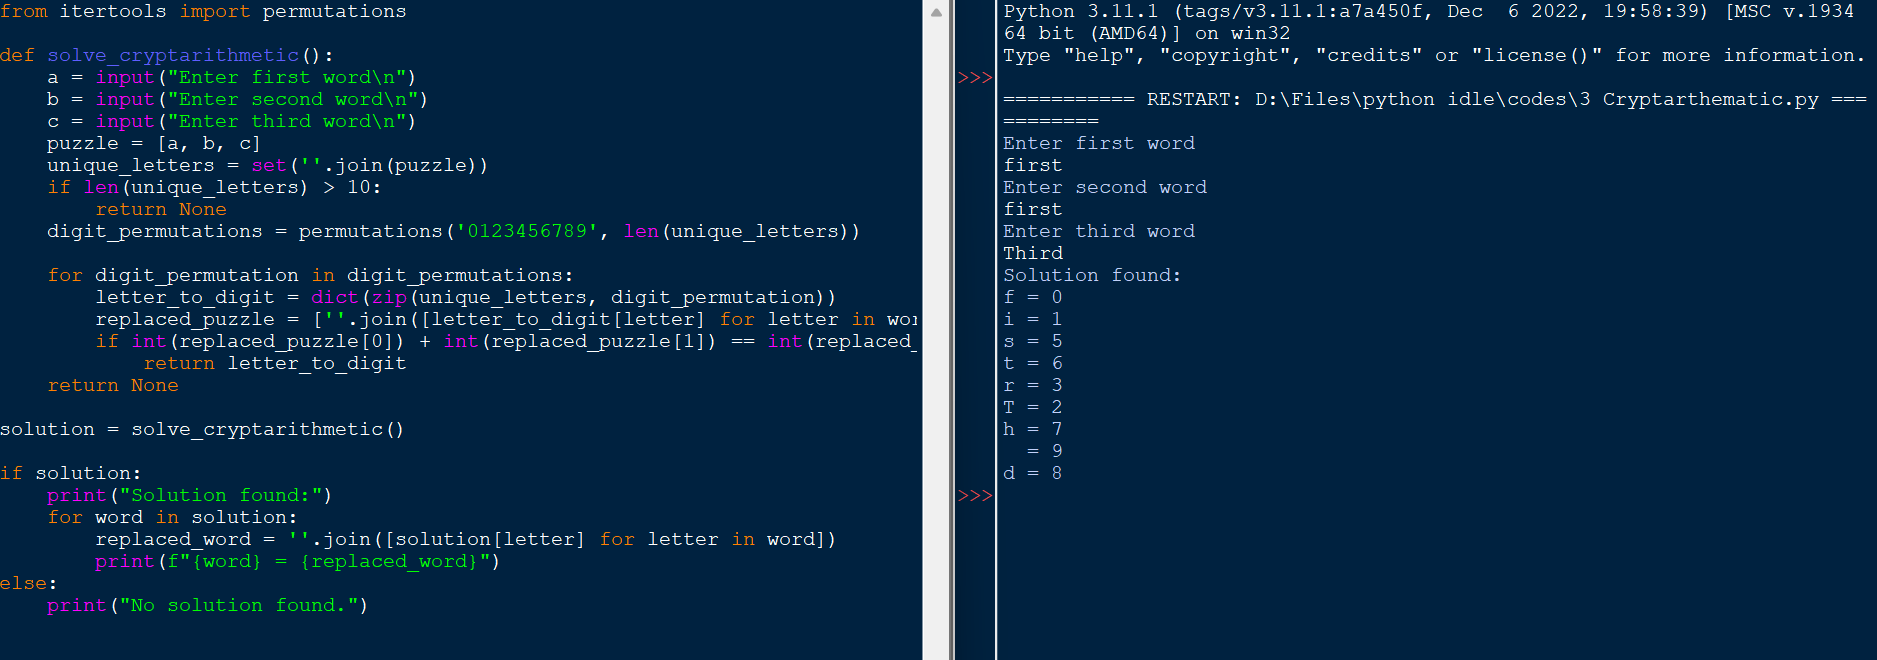 from itertools import permutations
def solve_cryptarithmetic():
    a = input("Enter first word\n")
    b = input("Enter second word\n")
    c = input("Enter third word\n")
    puzzle = [a, b, c]
    unique_letters = set(''.join(puzzle))
    if len(unique_letters) > 10:
        return None
    digit_permutations = permutations('0123456789', len(unique_letters))
    for digit_permutation in digit_permutations:
        letter_to_digit = dict(zip(unique_letters, digit_permutation))
        replaced_puzzle = [''.join([letter_to_digit[letter] for letter in
        if int(replaced_puzzle[0]) + int(replaced_puzzle[1]) == int(replaced_
            return letter_to_digit
    return None
solution = solve_cryptarithmetic()
if solution:
    print("Solution found:")
    for word in solution:
        replaced_word = ''.join([solution[letter] for letter in word])
        print(f"{word} = {replaced_word}")
else:
    print("No solution found.")
Python 3.11.1 (tags/v3.11.1:a7a450f, Dec  6 2022, 19:58:39) [MSC v.1934
64 bit (AMD64)] on win32
Type "help", "copyright", "credits" or "license()" for more information.
>>>
=========== RESTART: D:\Files\python idle\codes\3 Cryptarthematic.py ===
========
Enter first word
first
Enter second word
first
Enter third word
Third
Solution found:
f = 0
i = 1
s = 5
t = 6
r = 3
T = 2
h = 7
  = 9
d = 8
>>>